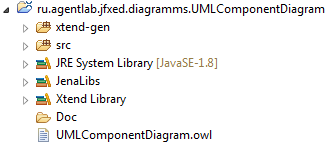 ru.agentlab.jfxed.diagramms.UMLComponentDiagram
xtend-gen
src
JRE System Library [JavaSE-1.8]
JenaLibs
Xtend Library
Doc
UMLComponentDiagram.owl